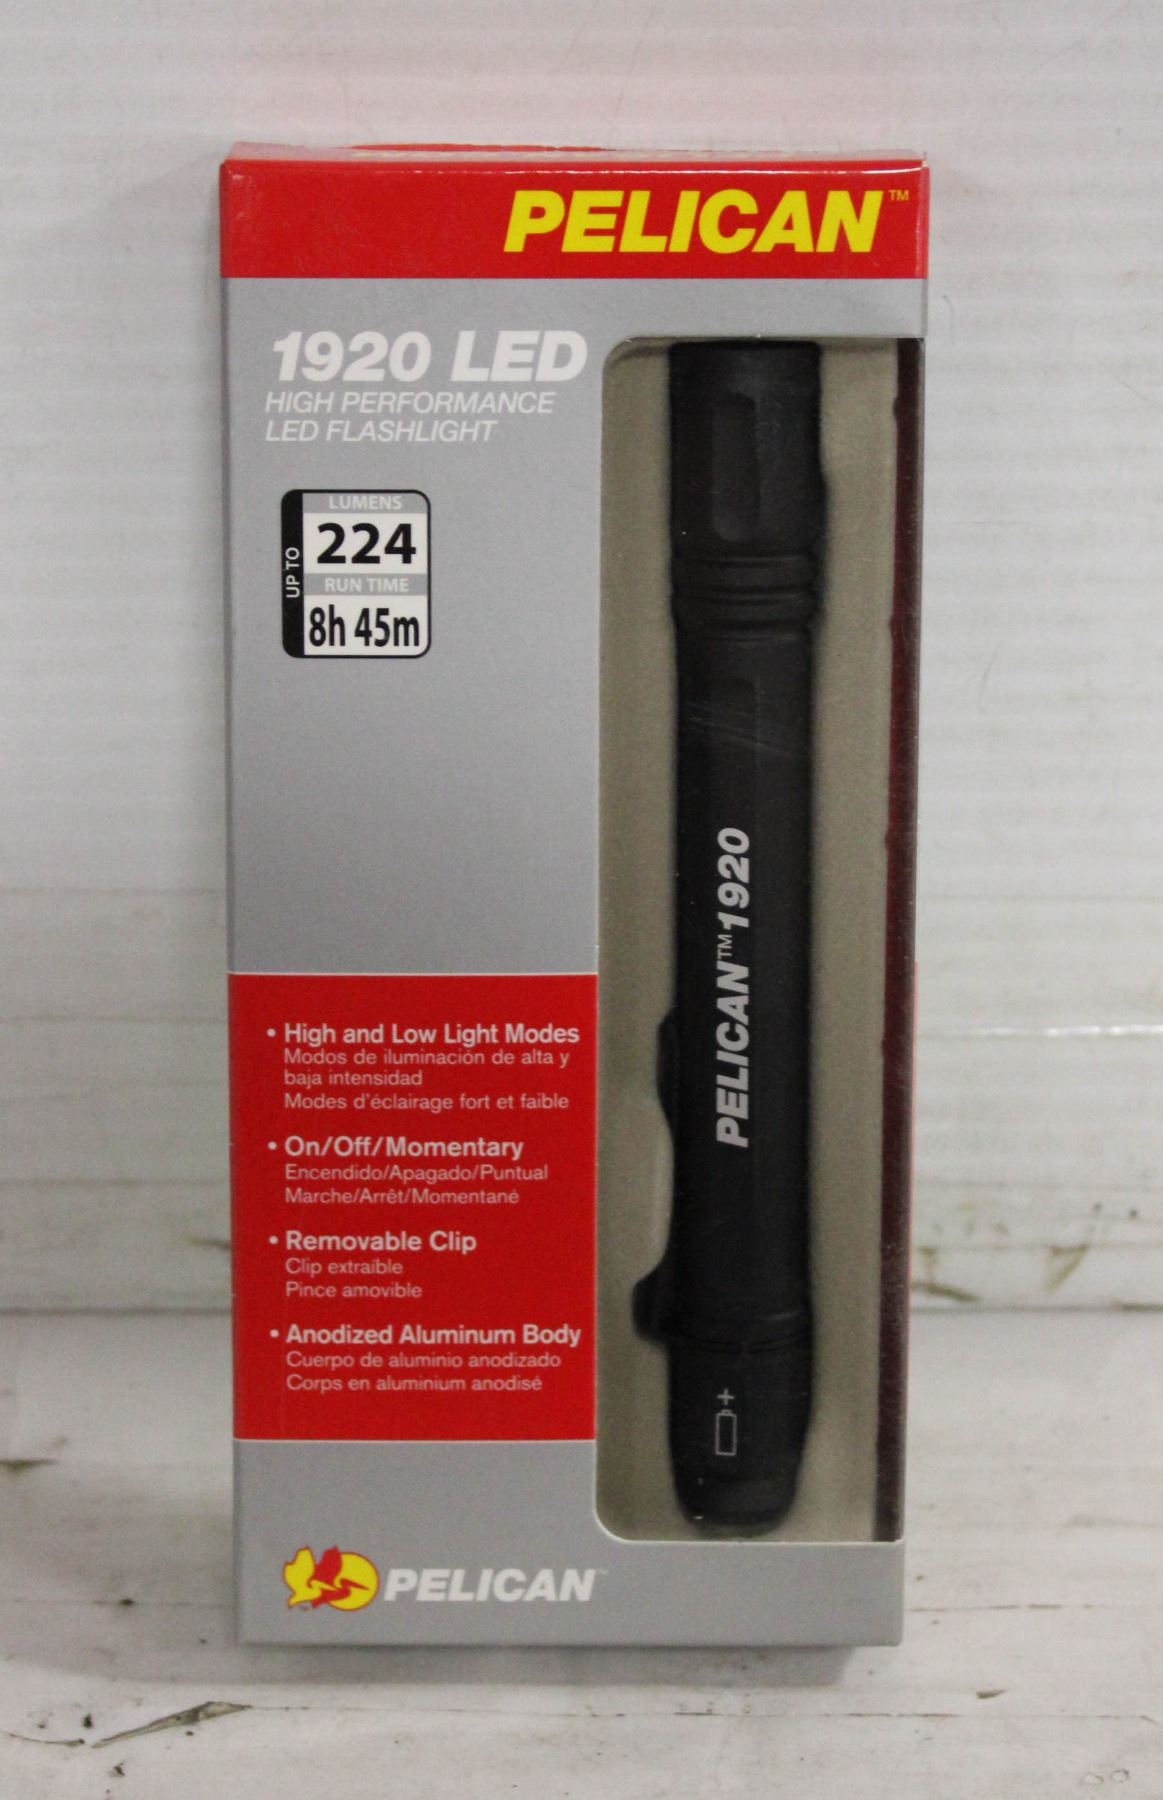 PELICAN™
1920 LED
HIGH PERFORMANCE
LED FLASHLIGHT
UP TO
LUMENS
224
RUN TIME
8h 45m
PELICAN™ 1920
+
• High and Low Light Modes
Modos de iluminación de alta y
baja intensidad
Modes d'éclairage fort et faible
• On/Off/Momentary
Encendido/Apagado/Puntual
Marche/Arrêt/Momentané
• Removable Clip
Clip extraíble
Pince amovible
• Anodized Aluminum Body
Cuerpo de aluminio anodizado
Corps en aluminium anodisé
PELICAN™